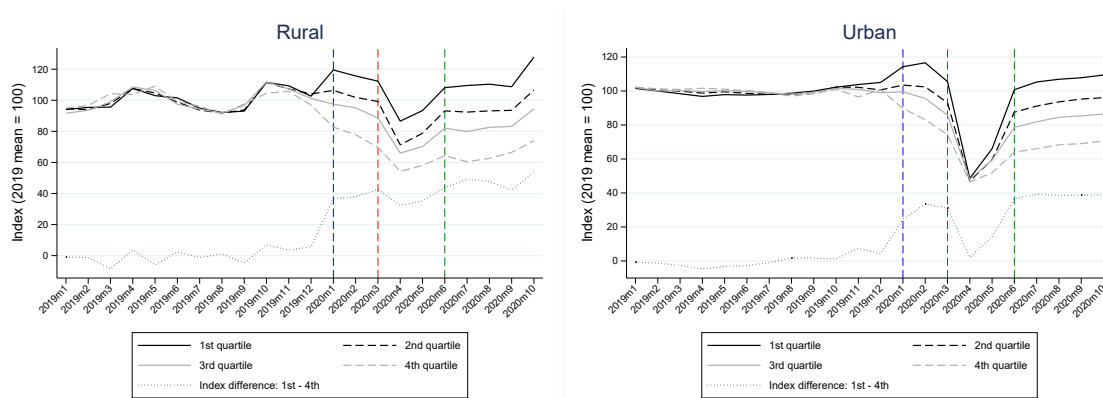 Rural
Index (2019 mean = 100)
120
100
80
60
40
20
0
2019m1
2019m2
2019m3
2019m4
2019m5
2019m6
2019m7
2019m8
2019m9
2019m10
2019m11
2019m12
2020m1
2020m2
2020m3
2020m4
2020m5
2020m6
2020m7
2020m8
2020m9
2020m10
1st quartile
2nd quartile
3rd quartile
4th quartile
Index difference: 1st - 4th
Urban
Index (2019 mean = 100)
120
100
80
60
40
20
0
2019m1
2019m2
2019m3
2019m4
2019m5
2019m6
2019m7
2019m8
2019m9
2019m10
2019m11
2019m12
2020m1
2020m2
2020m3
2020m4
2020m5
2020m6
2020m7
2020m8
2020m9
2020m10
1st quartile
2nd quartile
3rd quartile
4th quartile
Index difference: 1st - 4th